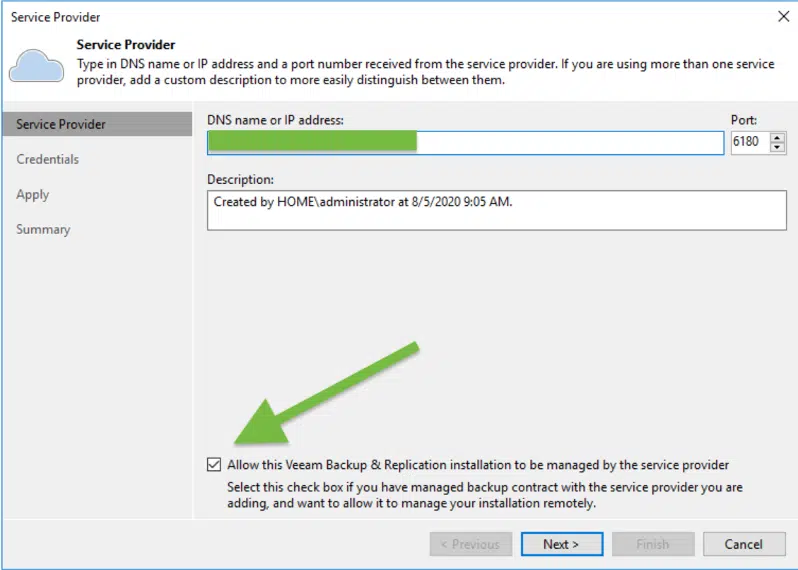 Service Provider
Service Provider
Type in DNS name or IP address and a port number received from the service provider. If you are using more than one service
provider, add a custom description to more easily distinguish between them.
Service Provider
Credentials
Apply
Summary
DNS name or IP address:
Port:
6180
Description:
Created by HOME\administrator at 8/5/2020 9:05 AM.
Allow this Veeam Backup & Replication installation to be managed by the service provider
Select this check box if you have managed backup contract with the service provider you are
adding, and want to allow it to manage your installation remotely.
< Previous
Next >
Finish
Cancel